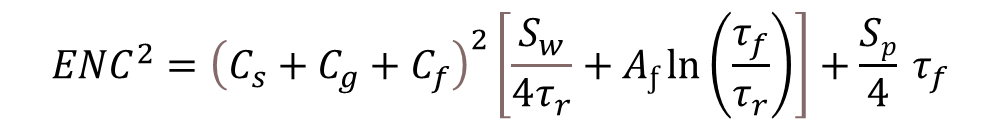 ENC² = (C_s + C_g + C_f)² [S_w / 4τ_r + A_f ln(τ_f / τ_r)] + S_p / 4 τ_f